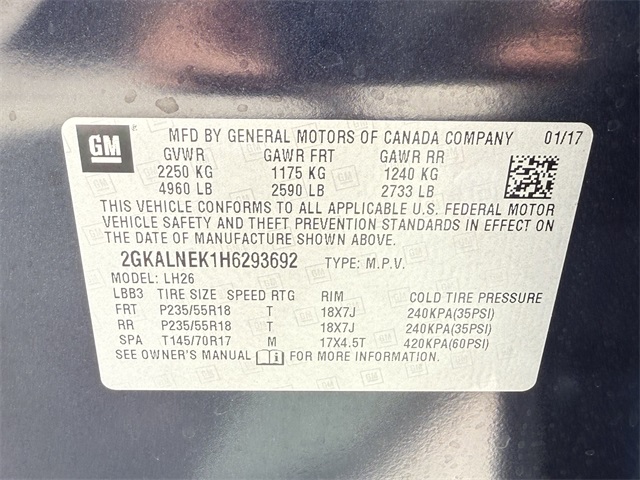 GM MFD BY GENERAL MOTORS OF CANADA COMPANY 01/17
GVWR GAWR FRT GAWR RR
2250 KG 1175 KG 1240 KG
4960 LB 2590 LB 2733 LB
THIS VEHICLE CONFORMS TO ALL APPLICABLE U.S. FEDERAL MOTOR
VEHICLE SAFETY AND THEFT PREVENTION STANDARDS IN EFFECT ON
THE DATE OF MANUFACTURE SHOWN ABOVE.
2GKALNEK1H6293692 TYPE: M.P.V.
MODEL: LH26
LBB3 TIRE SIZE SPEED RTG RIM COLD TIRE PRESSURE
FRT P235/55R18 T 18X7J 240KPA(35PSI)
RR P235/55R18 T 18X7J 240KPA(35PSI)
SPA T145/70R17 M 17X4.5T 420KPA(60PSI)
SEE OWNER'S MANUAL FOR MORE INFORMATION